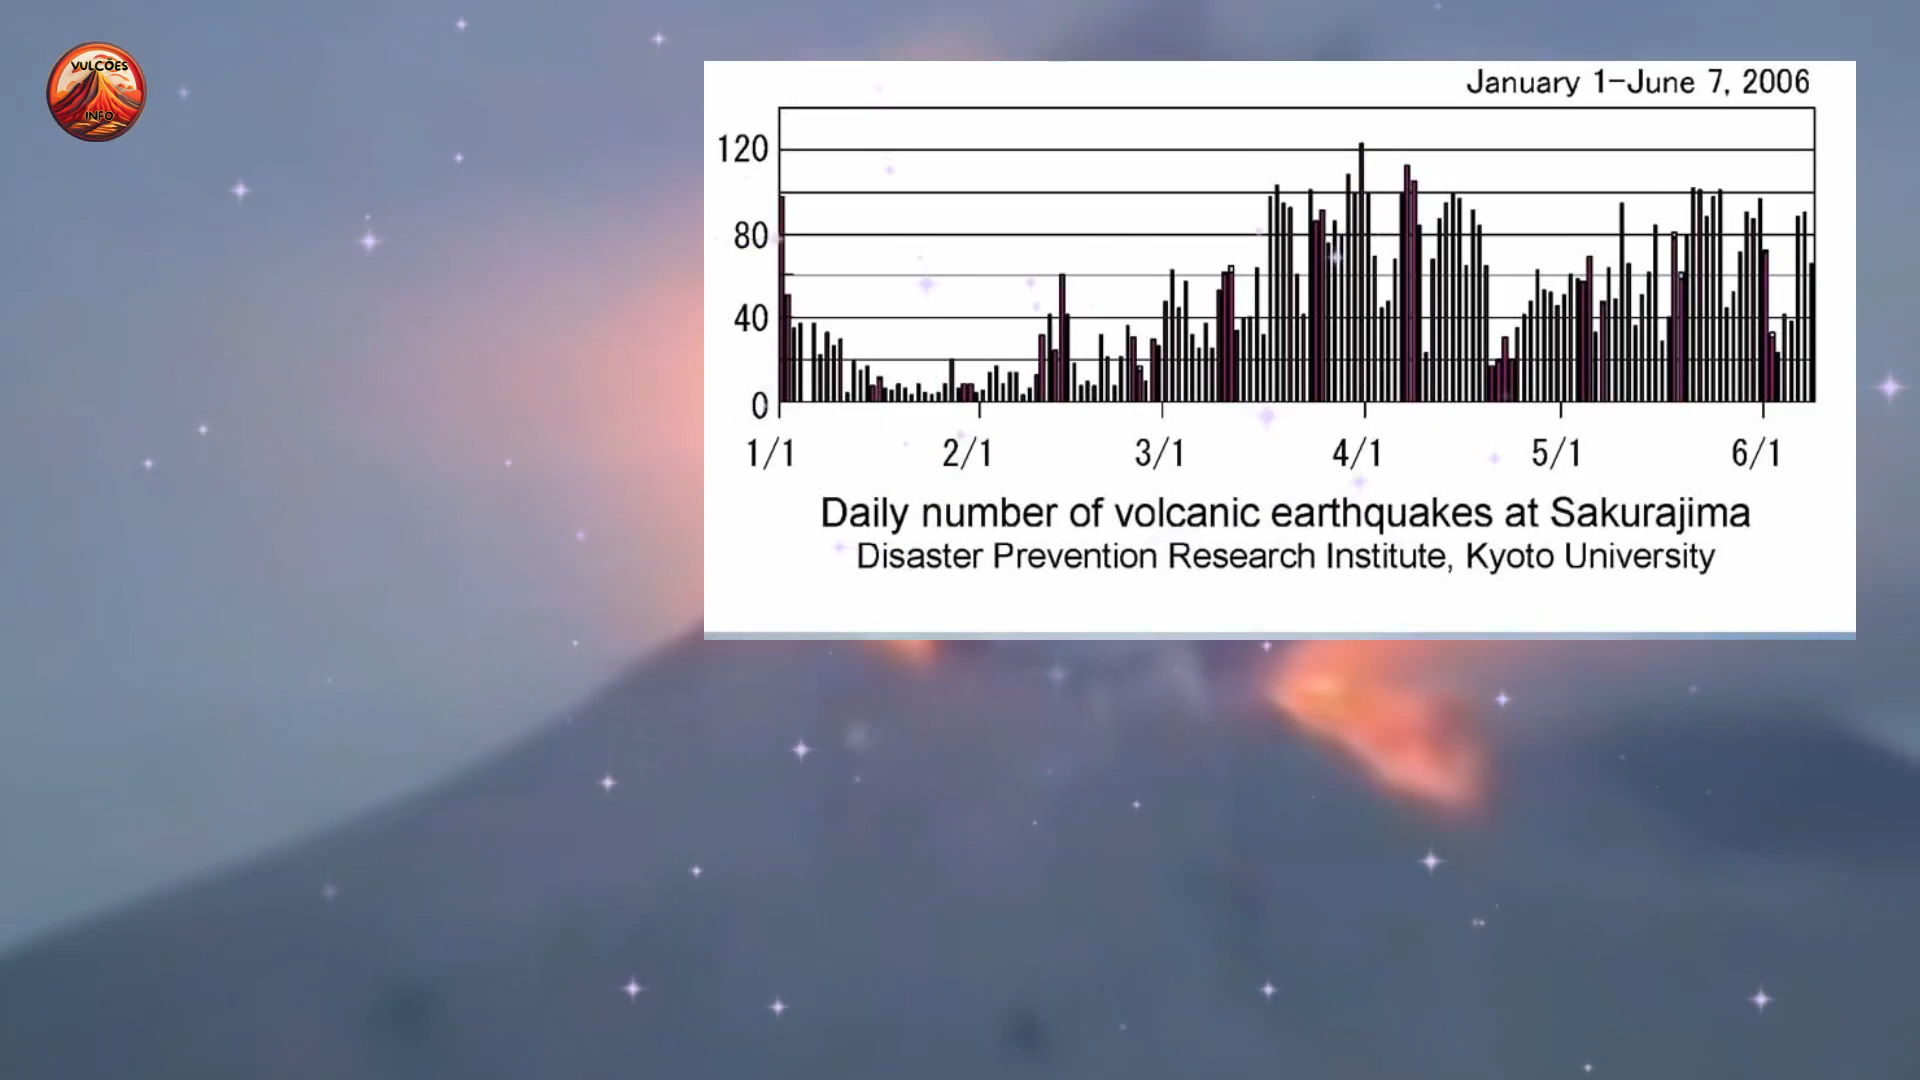 VULCÕES
INFO
January 1-June 7, 2006
120
80
40
0
1/1 2/1 3/1 4/1 5/1 6/1
Daily number of volcanic earthquakes at Sakurajima
Disaster Prevention Research Institute, Kyoto University